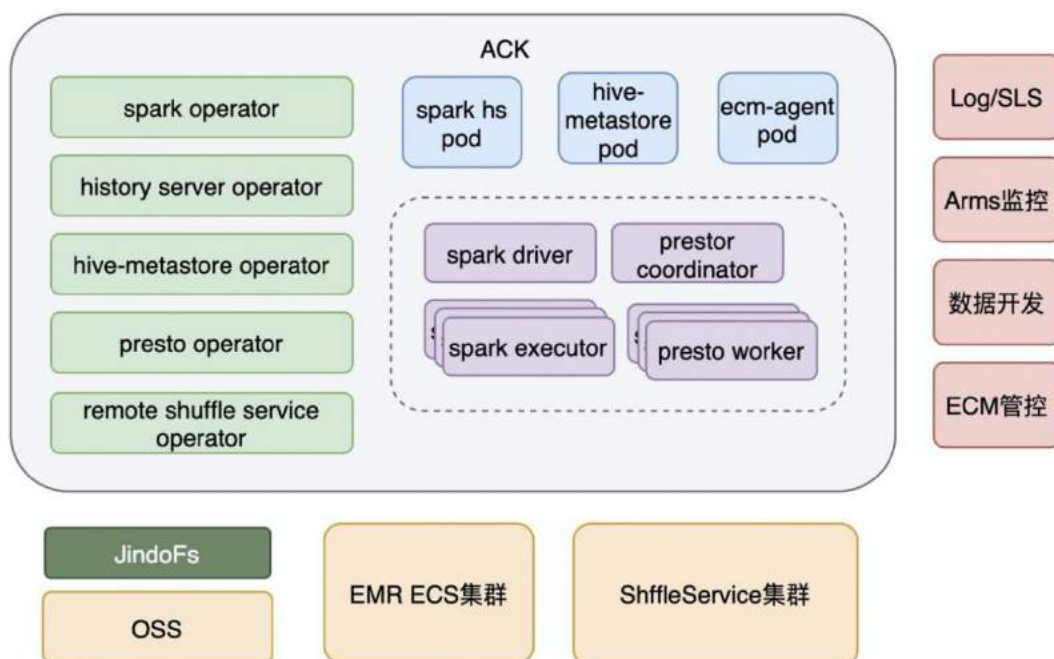 ACK
spark operator
history server operator
hive-metastore operator
presto operator
remote shuffle service
operator
spark hs
pod
hive-
metastore
pod
ecm-agent
pod
spark driver
prestor
coordinator
spark executor
presto worker
Log/SLS
Arms监控
数据开发
ECM管控
JindoFs
OSS
EMR ECS集群
ShffleService集群